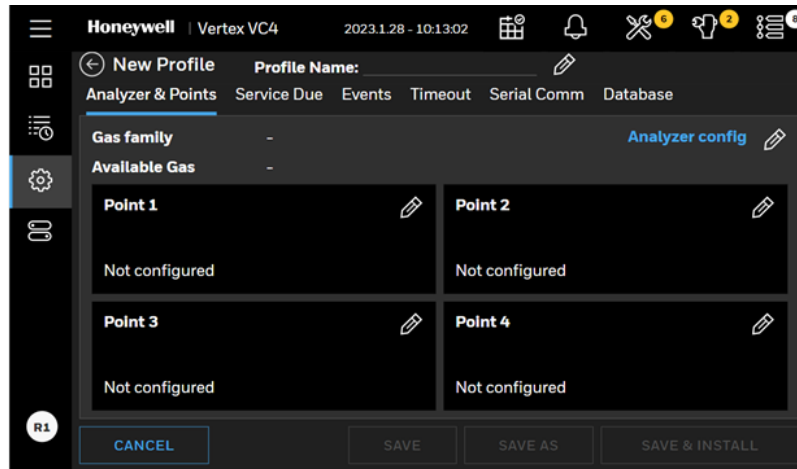 Honeywell | Vertex VC4 2023.1.28 - 10:13:02 6 2 8
New Profile Profile Name:
Analyzer & Points Service Due Events Timeout Serial Comm Database
Gas family - Analyzer config
Available Gas -
Point 1 Point 2
Not configured Not configured
Point 3 Point 4
Not configured Not configured
R1
CANCEL SAVE SAVE AS SAVE & INSTALL